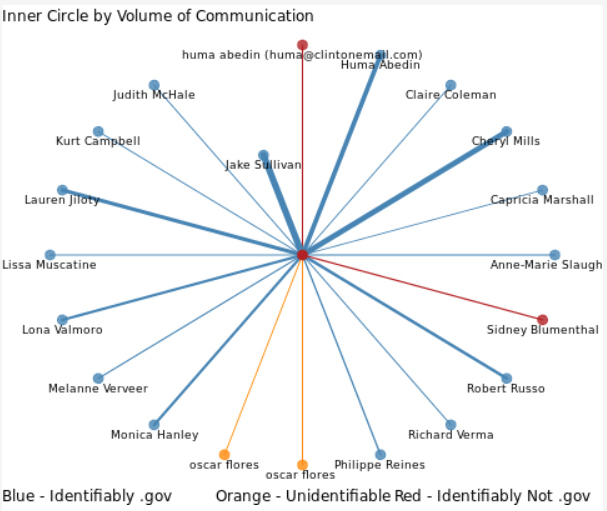 Inner Circle by Volume of Communication
huma abedin (huma@clintonemail.com)
Huma Abedin
Judith McHale
Claire Coleman
Kurt Campbell
Cheryl Mills
Jake Sullivan
Lauren Jiloty
Capricia Marshall
Lissa Muscatine
Anne-Marie Slaugh
Lona Valmoro
Sidney Blumenthal
Melanne Verveer
Robert Russo
Monica Hanley
Richard Verma
oscar flores
Philippe Reines
oscar flores
Blue - Identifiably .gov
Orange - Unidentifiable Red - Identifiably Not .gov